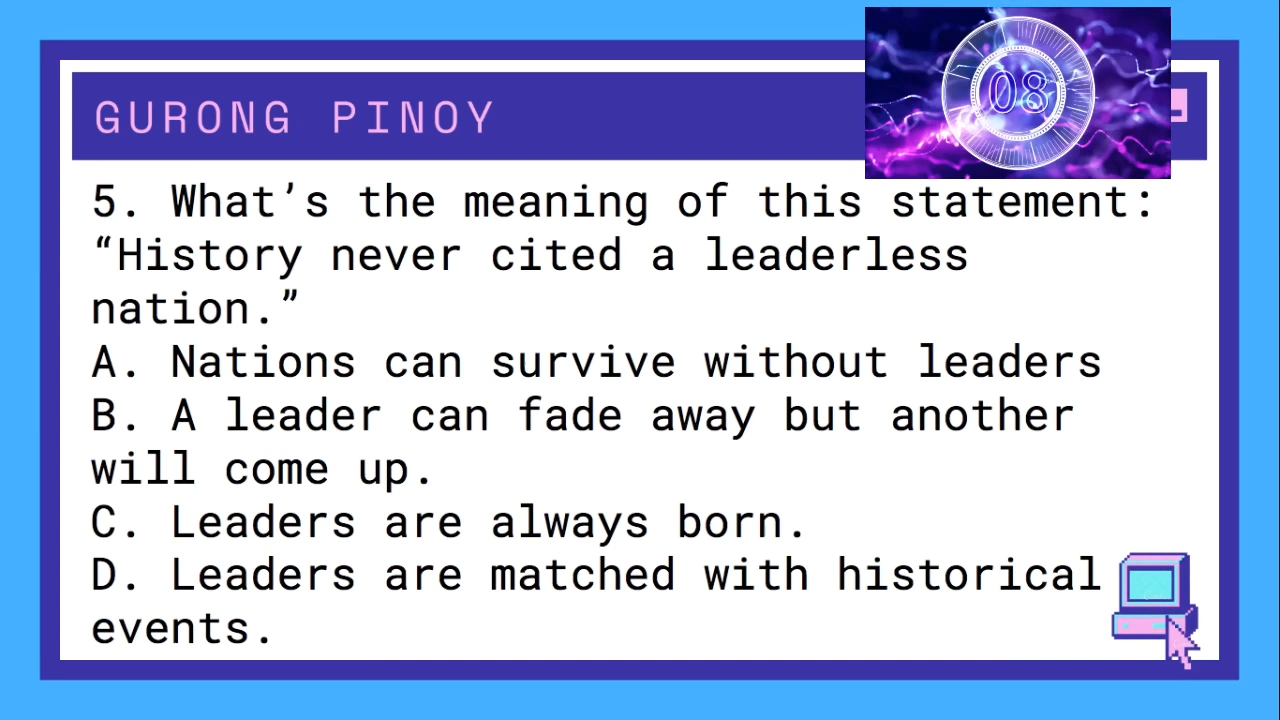 GURONG PINOY
08
5. What’s the meaning of this statement:
“History never cited a leaderless
nation.”
A. Nations can survive without leaders
B. A leader can fade away but another
will come up.
C. Leaders are always born.
D. Leaders are matched with historical
events.